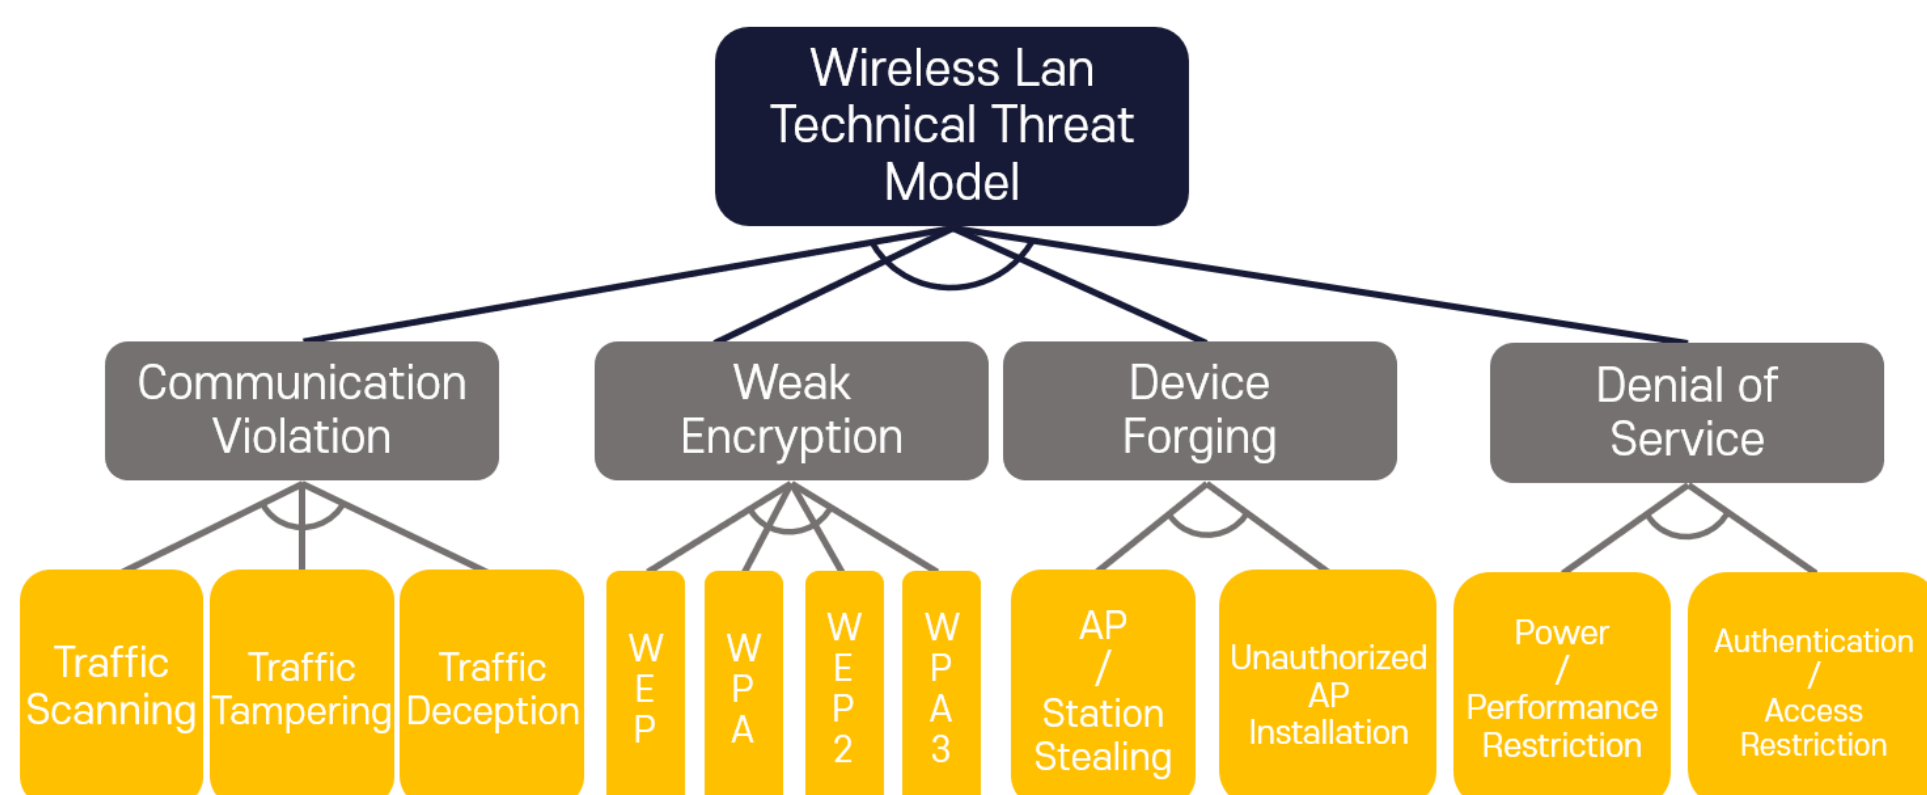 Wireless Lan
Technical Threat
Model
Communication
Violation
Weak
Encryption
Device
Forging
Denial of
Service
Traffic
Scanning
Traffic
Tampering
Traffic
Deception
W
E
P
W
P
A
W
E
P
2
W
P
A
3
AP
/
Station
Stealing
Unauthorized
AP
Installation
Power
/
Performance
Restriction
Authentication
/
Access
Restriction